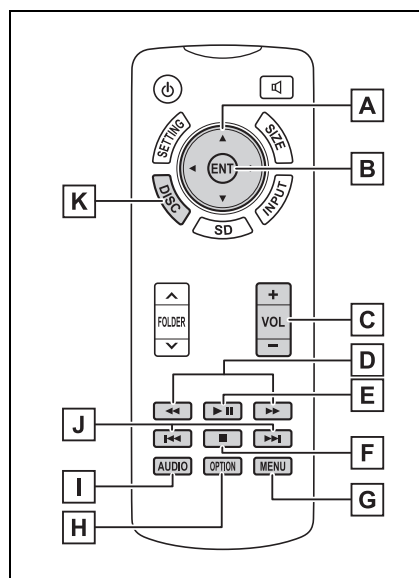 A
SETTING
SIZE
ENT
B
K
DISC
INPUT
SD
+
FOLDER
VOL
C
−
D
E
J
F
AUDIO
OPTION
MENU
I
G
H